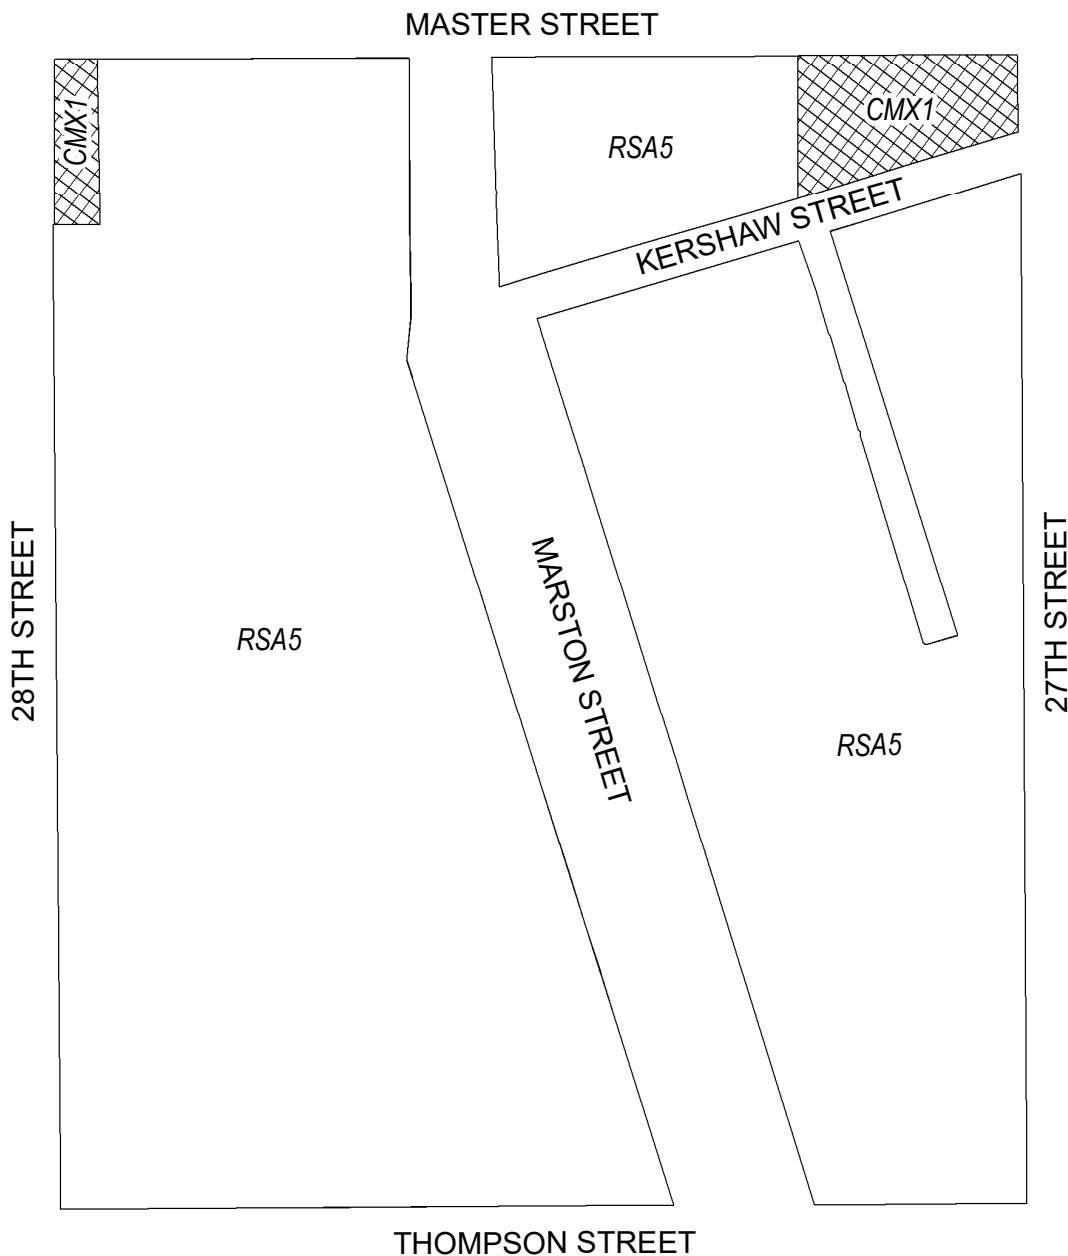 MASTER STREET
CMX1
RSA5
CMX1
KERSHAW STREET
28TH STREET
RSA5
MARSTON STREET
RSA5
27TH STREET
THOMPSON STREET